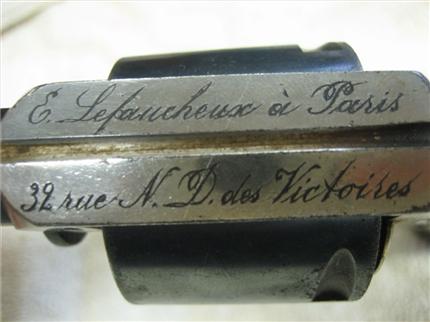 E. Lefaucheux à Paris
32 rue N. D. des Victoires